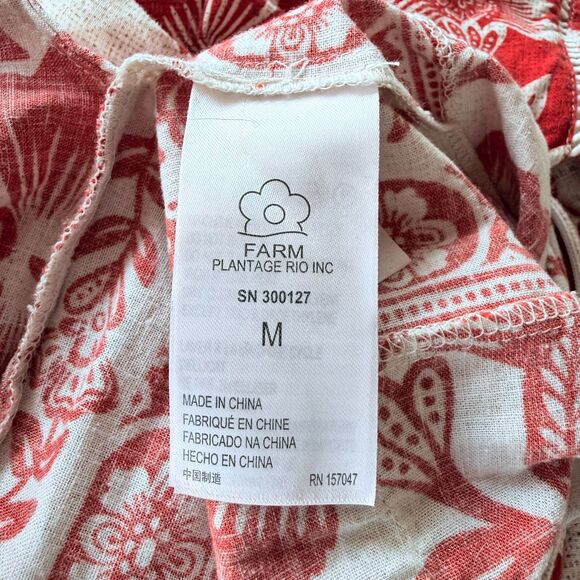 FARM
PLANTAGE RIO INC
SN 300127
M
MADE IN CHINA
FABRIQUÉ EN CHINE
FABRICADO NA CHINA
HECHO EN CHINA
中国制造
RN 157047